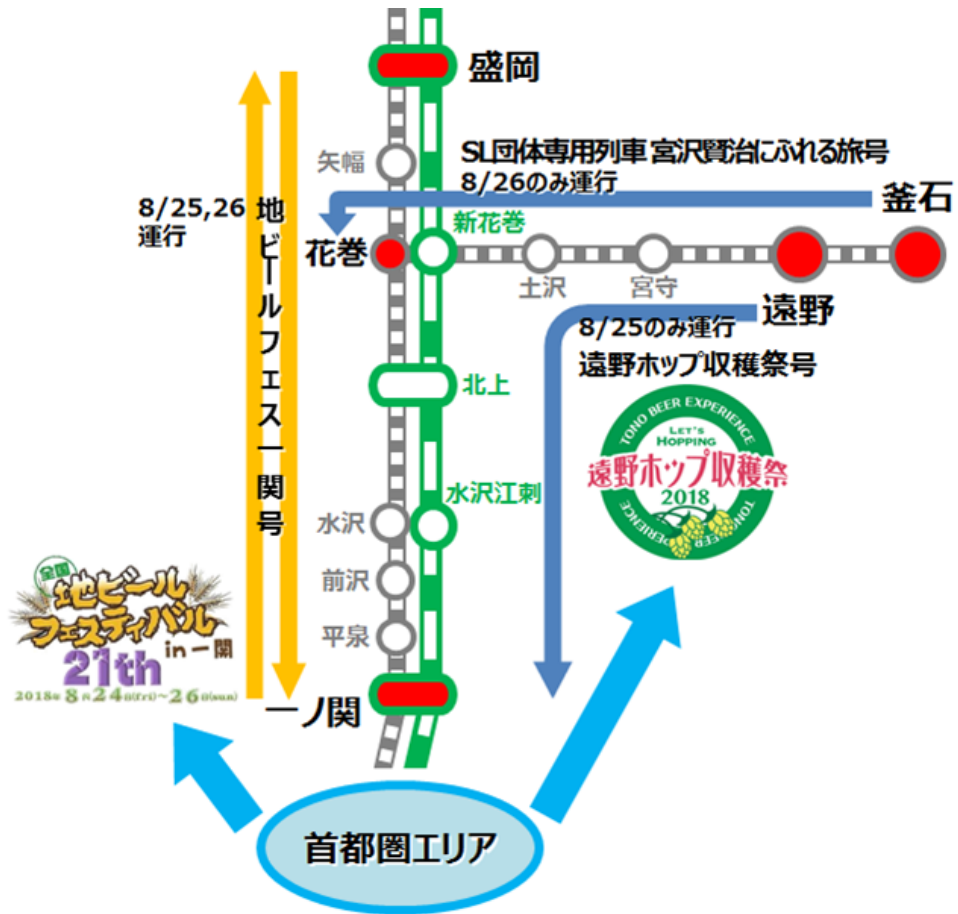 盛岡
矢幅
SL団体専用列車 宮沢賢治にふれる旅号
8/26のみ運行
釜石
8/25,26
運行
地ビールフェス一関号
新花巻
花巻
土沢
宮守
遠野
8/25のみ運行
遠野ホップ収穫祭号
北上
TONO BEER EXPERIENCE
LET'S
HOPPING
遠野ホップ収穫祭
2018
水沢江刺
水沢
前沢
平泉
全国
地ビール
フェスティバル
in 一関
21th
2018年 8月24日(fri)~26日(sun)
一ノ関
首都圏エリア